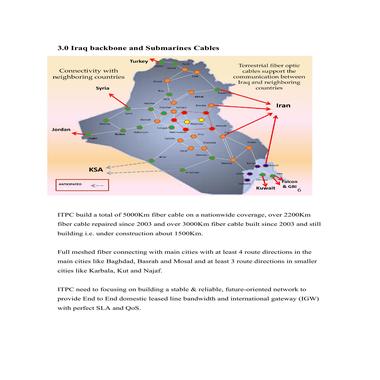 3.0 Iraq backbone and Submarines Cables
Connectivity with
neighboring countries
Turkey
Terrestrial fiber optic
cables support the
communication between
Iraq and neighboring
countries
Syria
Iran
Jordan
KSA
ANTICIPATED
Kuwait
Falcon
& GBI
6
ITPC build a total of 5000Km fiber cable on a nationwide coverage, over 2200Km
fiber cable repaired since 2003 and over 3000Km fiber cable built since 2003 and still
building i.e. under construction about 1500Km.
Full meshed fiber connecting with main cities with at least 4 route directions in the
main cities like Baghdad, Basrah and Mosal and at least 3 route directions in smaller
cities like Karbala, Kut and Najaf.
ITPC need to focusing on building a stable & reliable, future-oriented network to
provide End to End domestic leased line bandwidth and international gateway (IGW)
with perfect SLA and QoS.